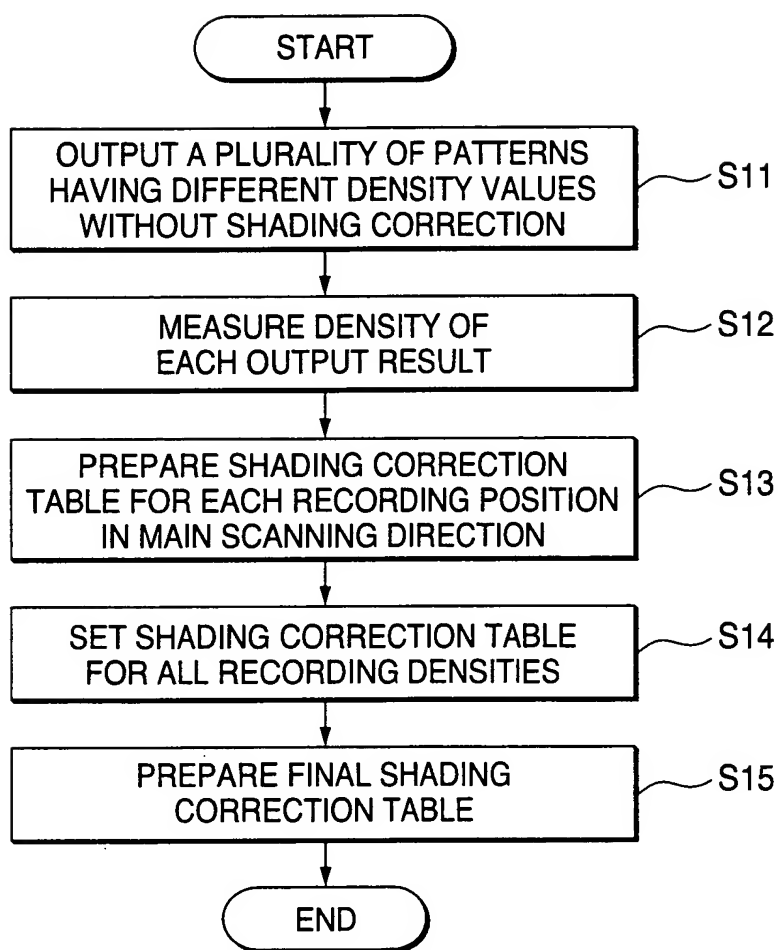 START
OUTPUT A PLURALITY OF PATTERNS
HAVING DIFFERENT DENSITY VALUES
WITHOUT SHADING CORRECTION
S11
MEASURE DENSITY OF
EACH OUTPUT RESULT
S12
PREPARE SHADING CORRECTION
TABLE FOR EACH RECORDING POSITION
IN MAIN SCANNING DIRECTION
S13
SET SHADING CORRECTION TABLE
FOR ALL RECORDING DENSITIES
S14
PREPARE FINAL SHADING
CORRECTION TABLE
S15
END